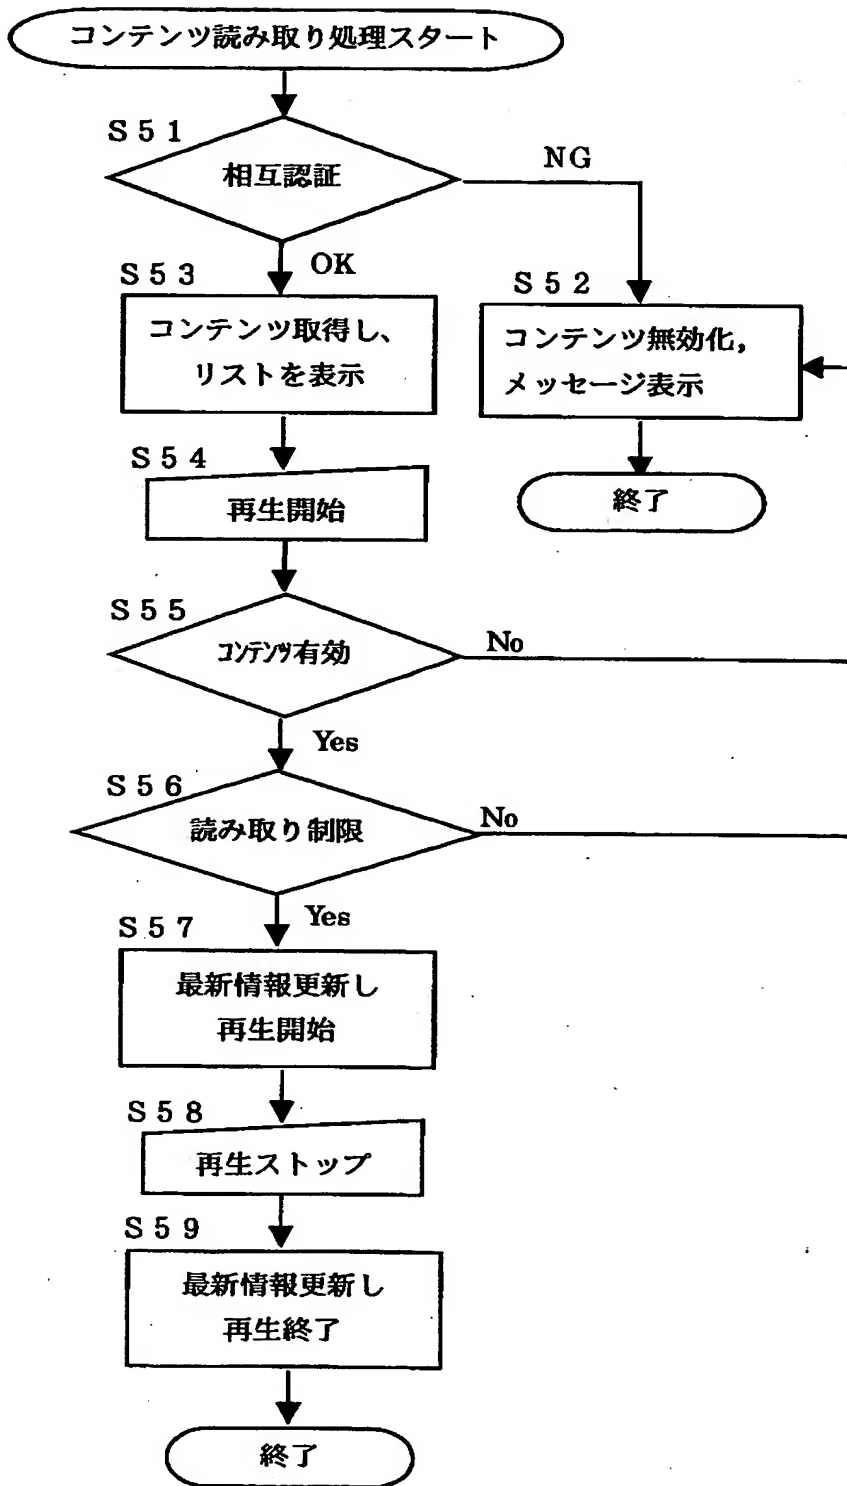 コンテンツ読み取り処理スタート
S51
相互認証
NG
OK
S53
コンテンツ取得し、
リストを表示
S52
コンテンツ無効化,
メッセージ表示
終了
S54
再生開始
S55
コンテンツ有効
No
Yes
S56
読み取り制限
No
Yes
S57
最新情報更新し
再生開始
S58
再生ストップ
S59
最新情報更新し
再生終了
終了